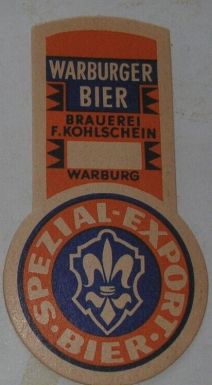 WARBURGER
BIER
BRAUEREI
F. KOHLSCHEIN
WARBURG
SPEZIAL-EXPORT
·BIER·